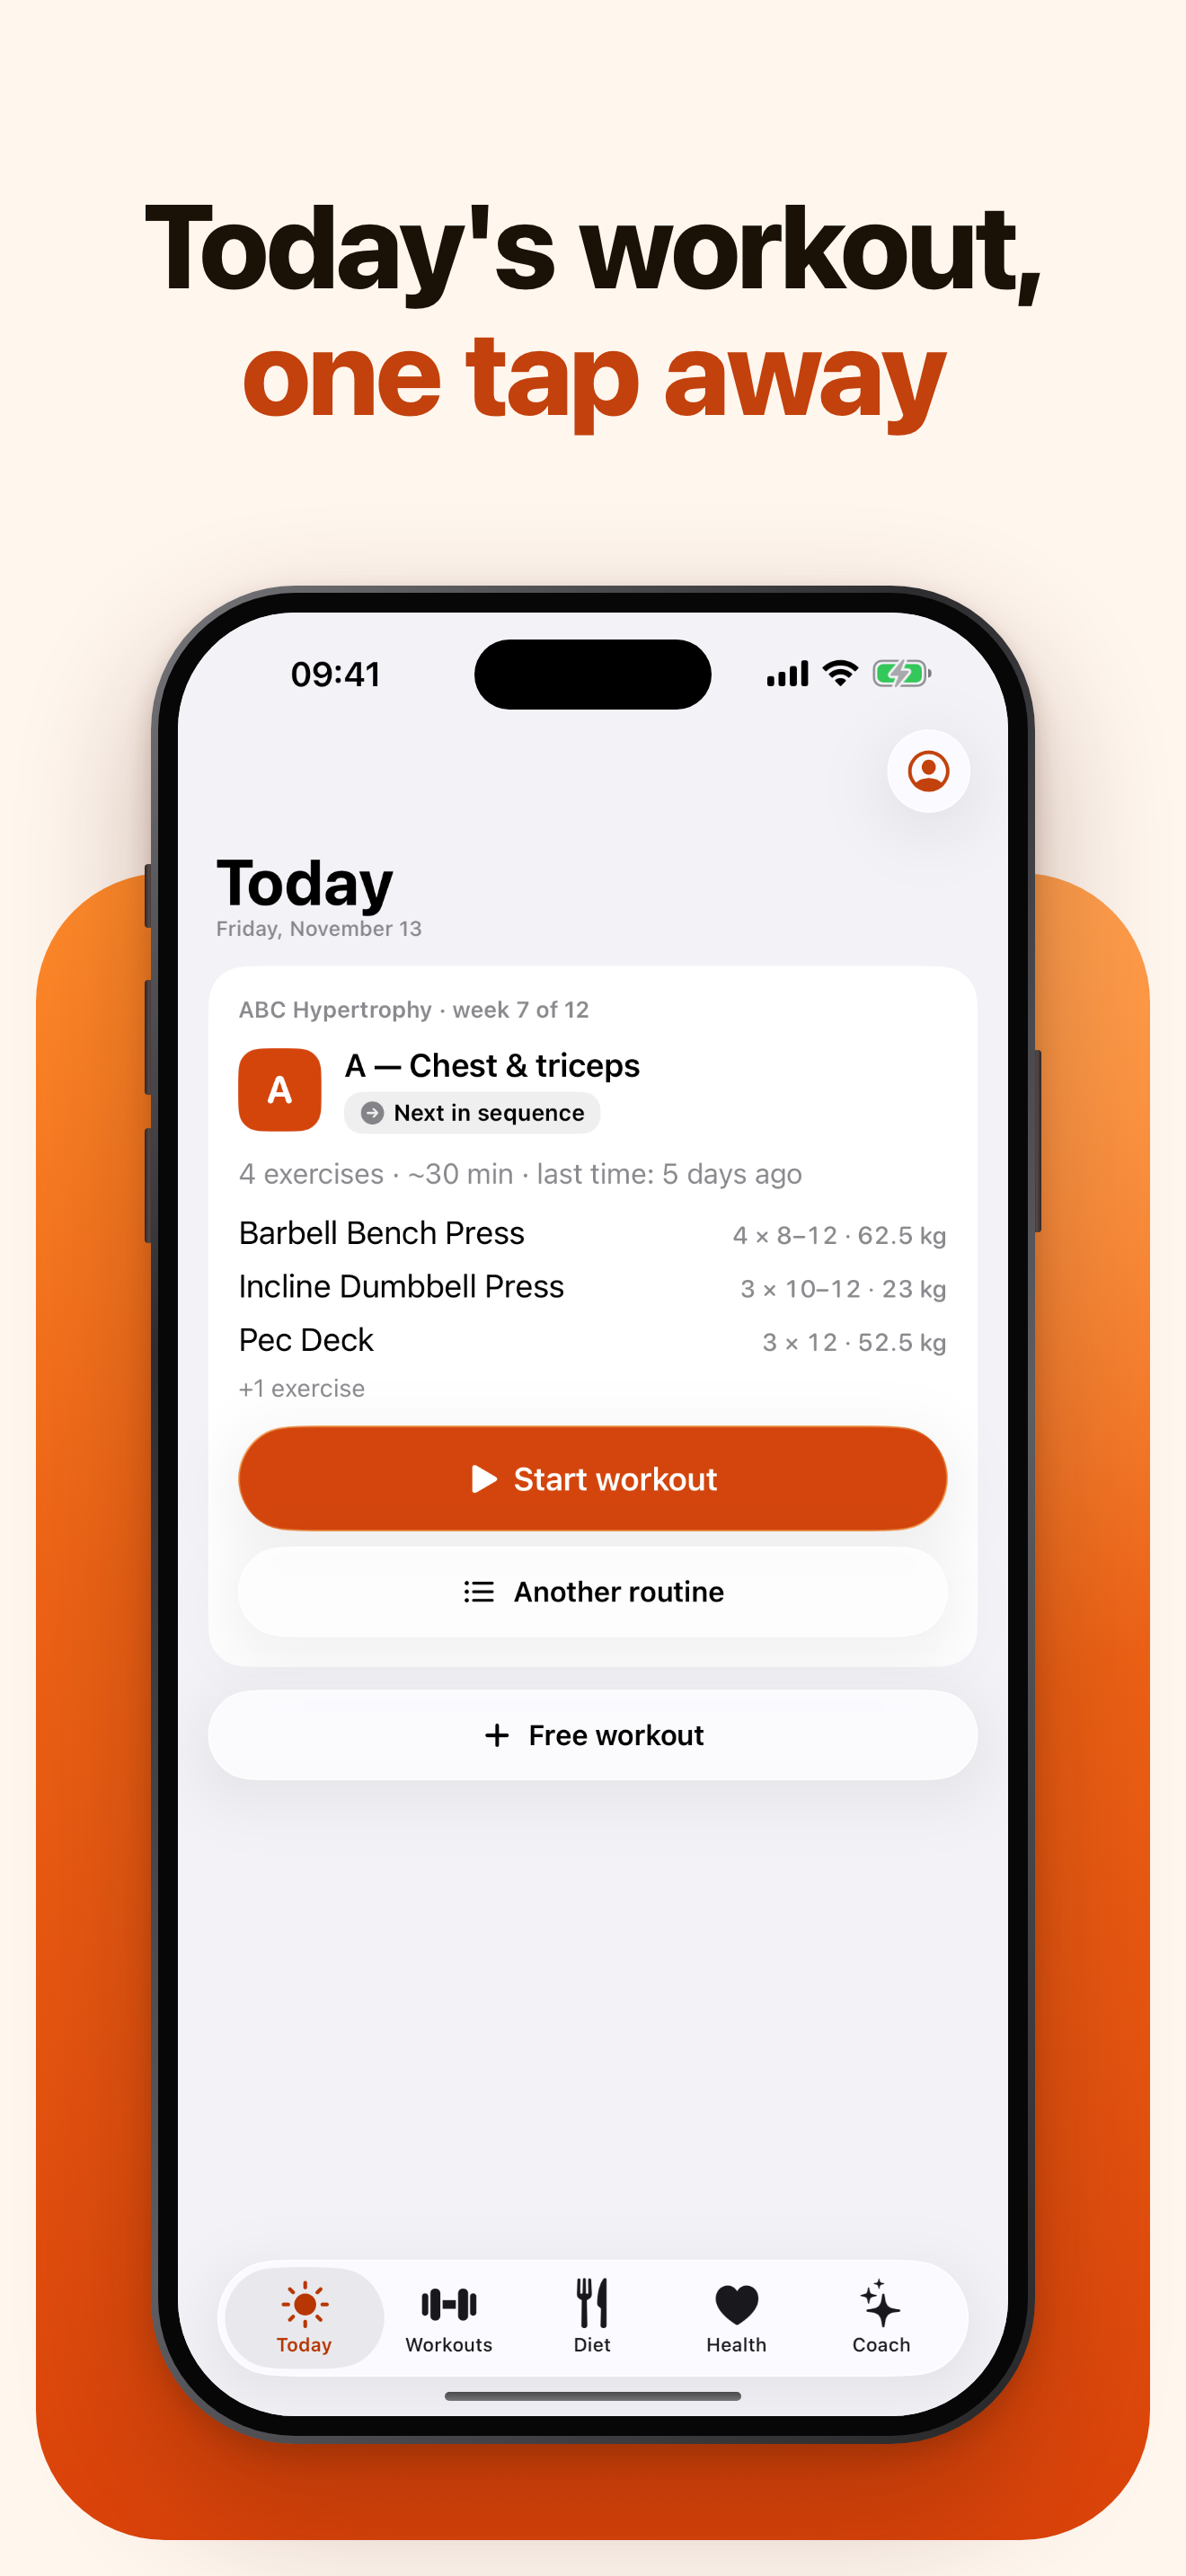 Today's workout,
one tap away
09:41
Today
Friday, November 13
ABC Hypertrophy · week 7 of 12
A
A — Chest & triceps
Next in sequence
4 exercises · ~30 min · last time: 5 days ago
Barbell Bench Press 4 × 8–12 · 62.5 kg
Incline Dumbbell Press 3 × 10–12 · 23 kg
Pec Deck 3 × 12 · 52.5 kg
+1 exercise
Start workout
Another routine
Free workout
Today Workouts Diet Health Coach